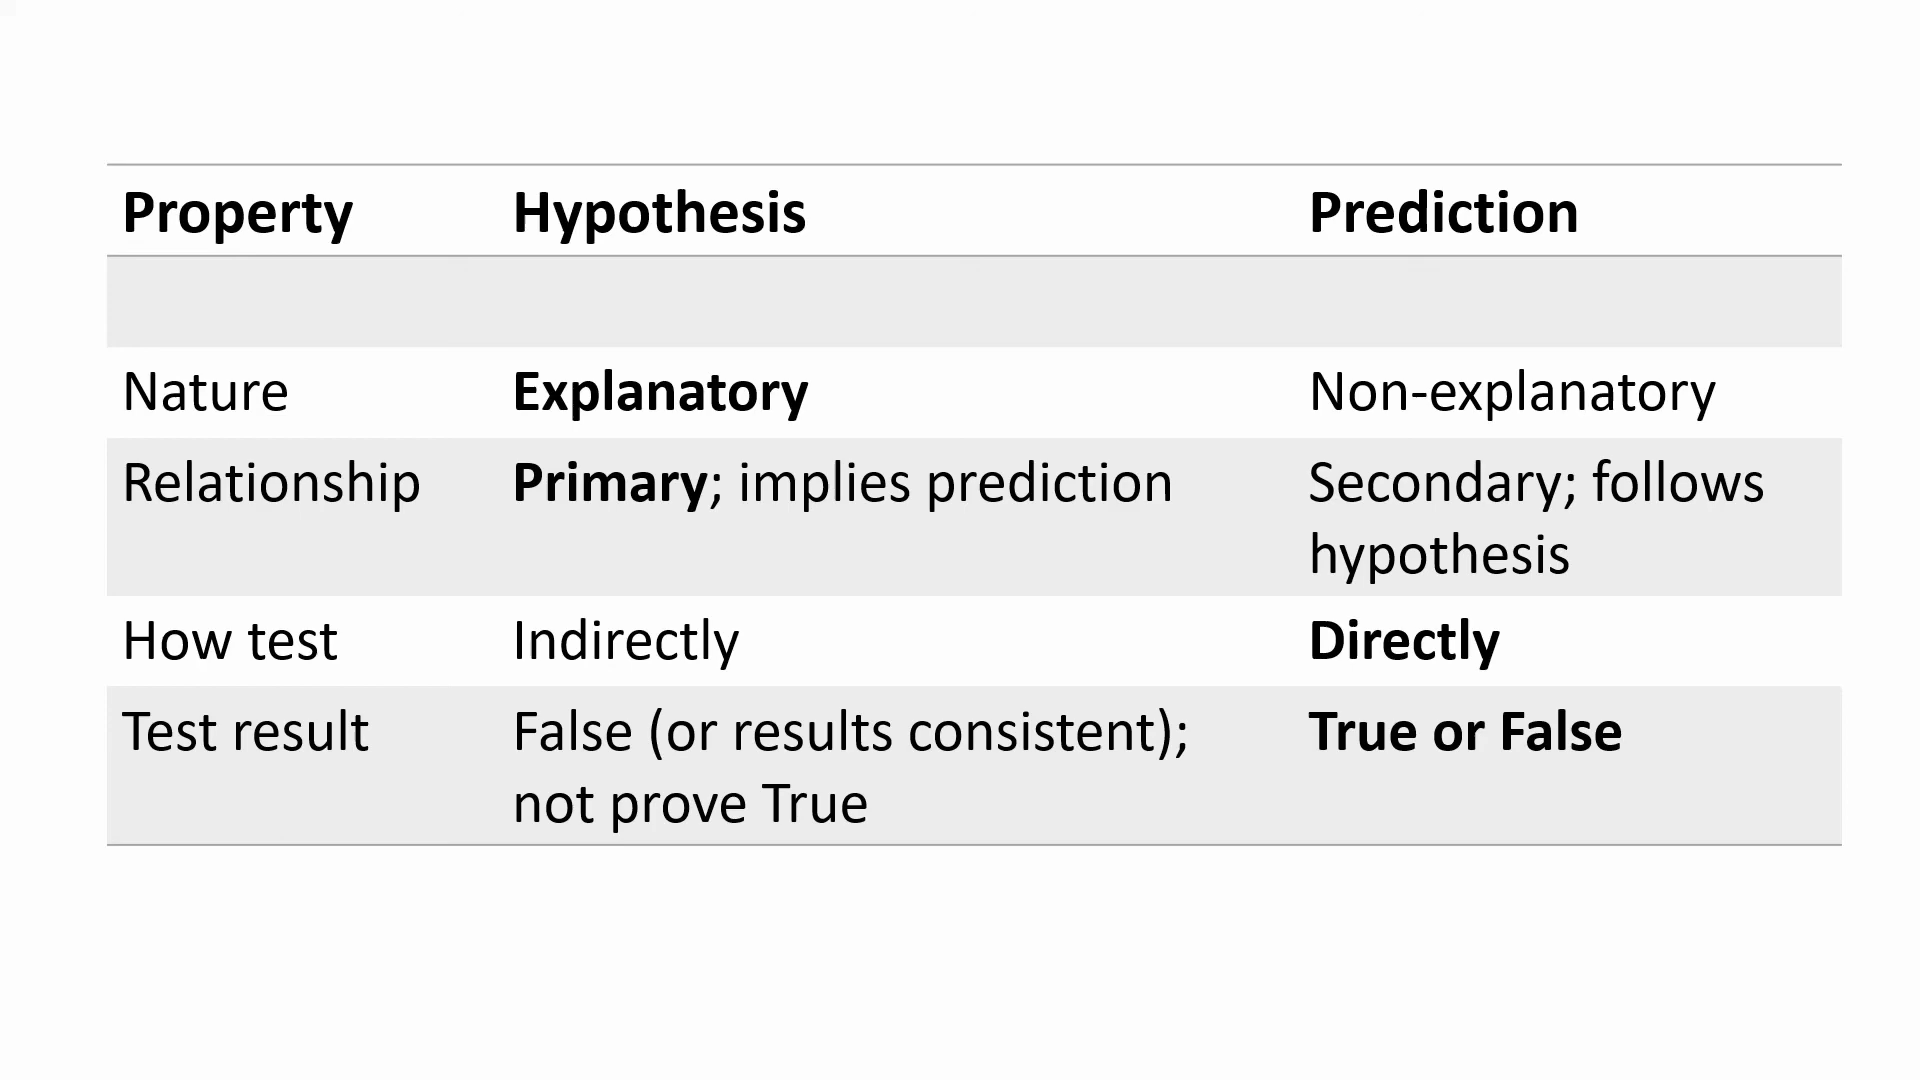 Property Hypothesis Prediction
Nature Explanatory Non-explanatory
Relationship Primary; implies prediction Secondary; follows
hypothesis
How test Indirectly Directly
Test result False (or results consistent); True or False
not prove True